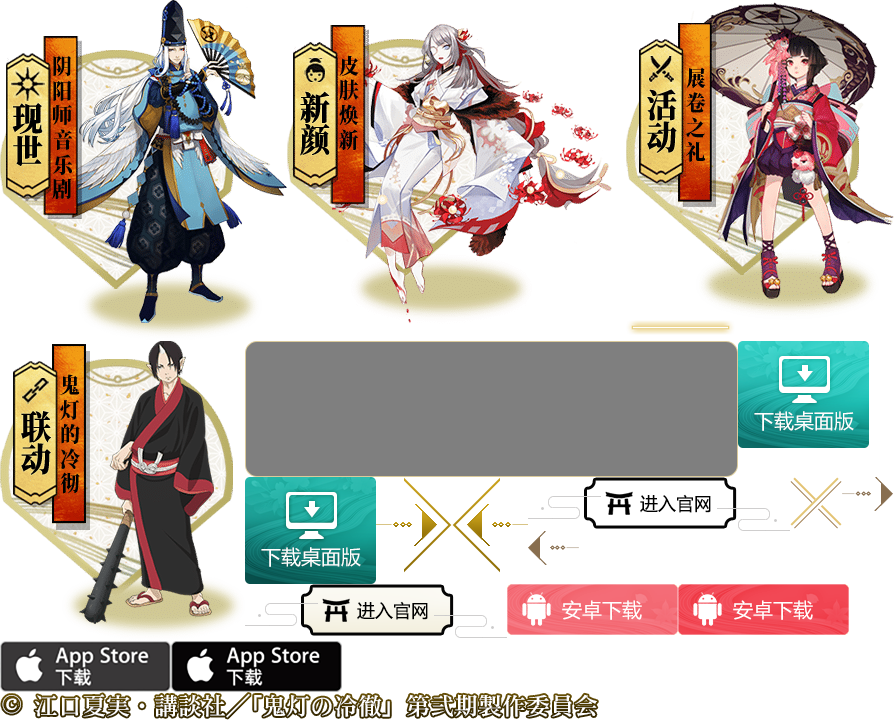 现世
阴阳师音乐剧
新颜
皮肤焕新
活动
展卷之礼
联动
鬼灯的冷彻
下载桌面版
下载桌面版
进入官网
进入官网
安卓下载
安卓下载
App Store
下载
App Store
下载
© 江口夏実・講談社／「鬼灯の冷徹」第弐期製作委員会